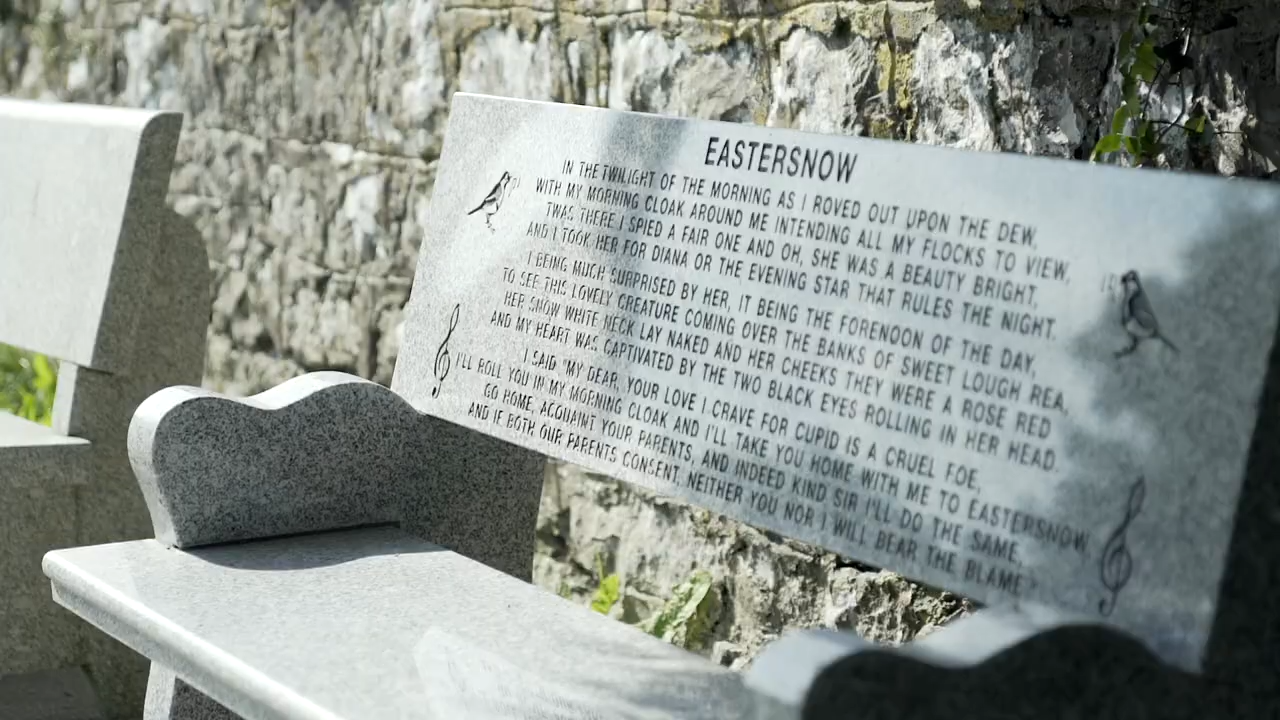 EASTERSNOW
IN THE TWILIGHT OF THE MORNING AS I ROVED OUT UPON THE DEW,
WITH MY MORNING CLOAK AROUND ME INTENDING ALL MY FLOCKS TO VIEW,
TWAS THERE I SPIED A FAIR ONE AND OH, SHE WAS A BEAUTY BRIGHT,
AND I TOOK HER FOR DIANA OR THE EVENING STAR THAT RULES THE NIGHT.
I BEING MUCH SURPRISED BY HER, IT BEING THE FORENOON OF THE DAY,
TO SEE THIS LOVELY CREATURE COMING OVER THE BANKS OF SWEET LOUGH REA,
HER SNOW WHITE NECK LAY NAKED AND HER CHEEKS THEY WERE A ROSE RED
AND MY HEART WAS CAPTIVATED BY THE TWO BLACK EYES ROLLING IN HER HEAD.
I SAID, "MY DEAR, YOUR LOVE I CRAVE FOR CUPID IS A CRUEL FOE,
I'LL ROLL YOU IN MY MORNING CLOAK AND I'LL TAKE YOU HOME WITH ME TO EASTERSNOW,
GO HOME, ACQUAINT YOUR PARENTS, AND INDEED KIND SIR I'LL DO THE SAME,
AND IF BOTH OUR PARENTS CONSENT, NEITHER YOU NOR I WILL BEAR THE BLAME."